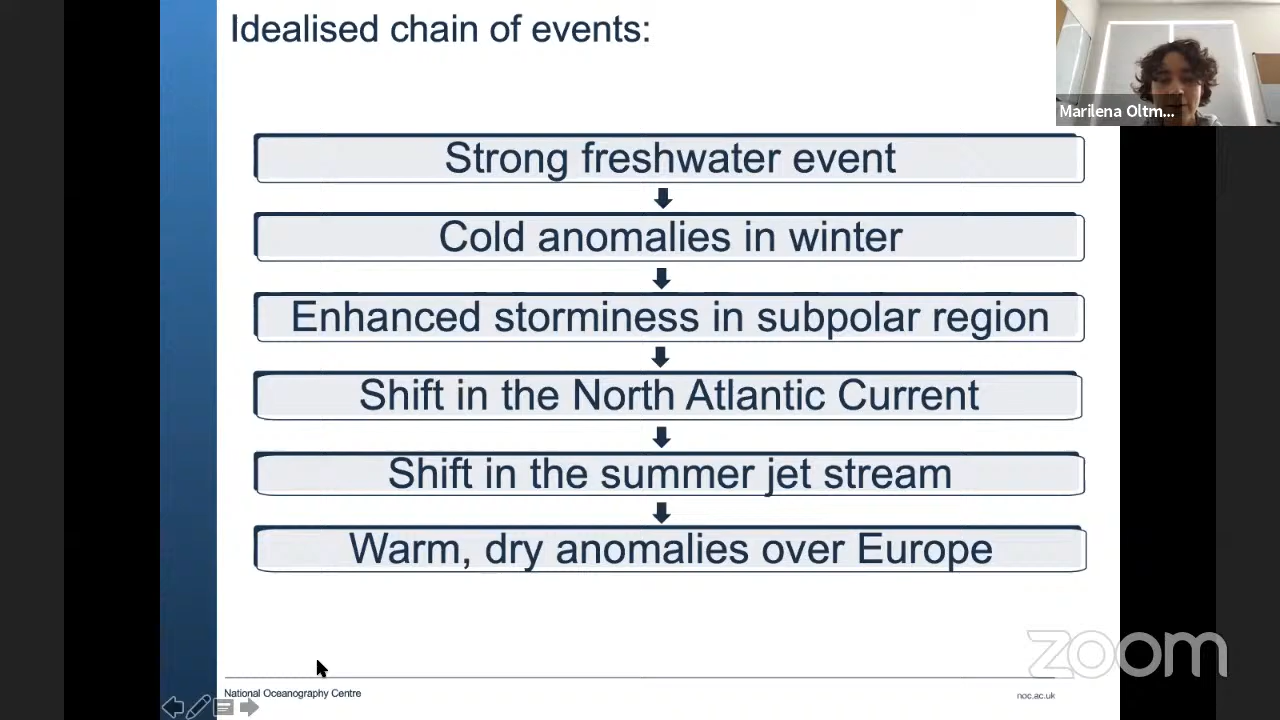 Idealised chain of events:
Marilena Oltm...
Strong freshwater event
Cold anomalies in winter
Enhanced storminess in subpolar region
Shift in the North Atlantic Current
Shift in the summer jet stream
Warm, dry anomalies over Europe
zoom
National Oceanography Centre
noc.ac.uk